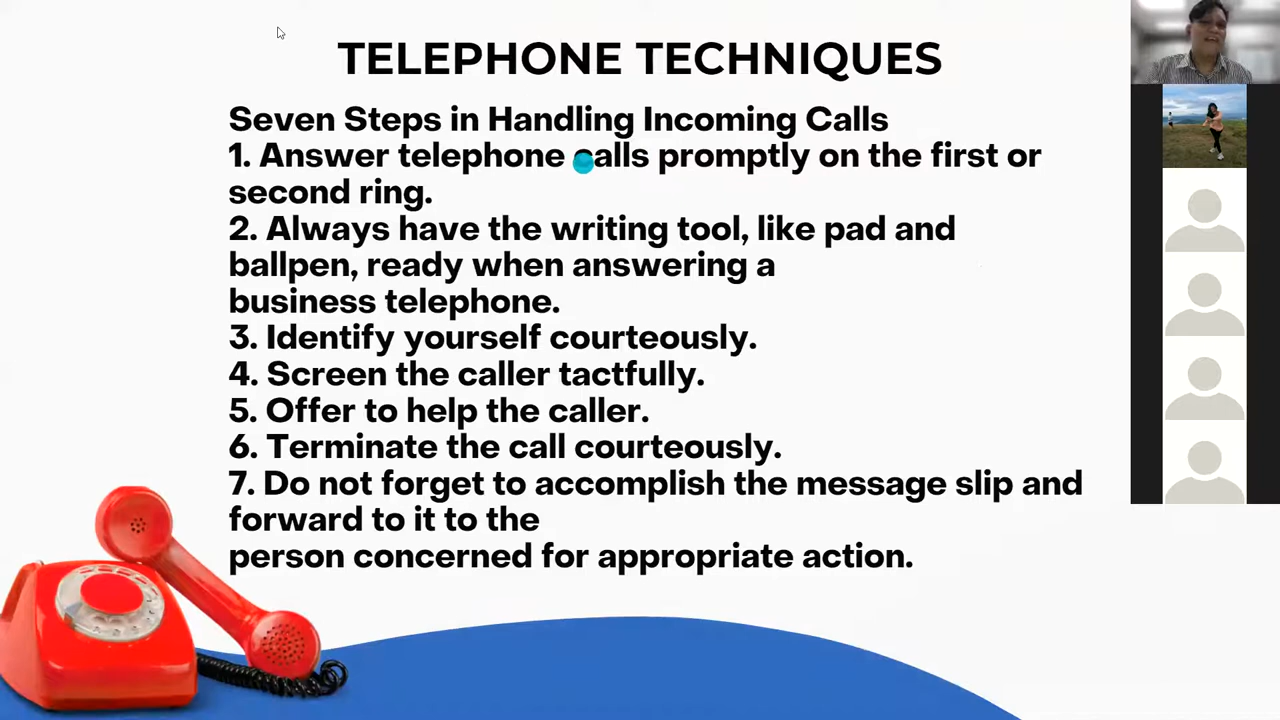 TELEPHONE TECHNIQUES
Seven Steps in Handling Incoming Calls
1. Answer telephone calls promptly on the first or
second ring.
2. Always have the writing tool, like pad and
ballpen, ready when answering a
business telephone.
3. Identify yourself courteously.
4. Screen the caller tactfully.
5. Offer to help the caller.
6. Terminate the call courteously.
7. Do not forget to accomplish the message slip and
forward to it to the
person concerned for appropriate action.